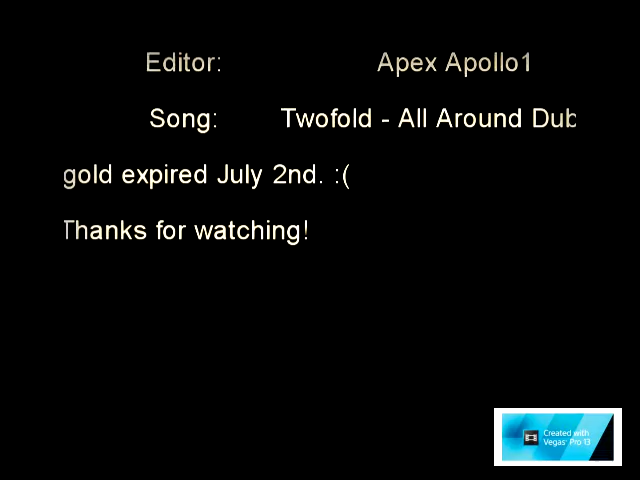 Editor: Apex Apollo1
Song: Twofold - All Around Dub
gold expired July 2nd. :(
Thanks for watching!
Created with
Vegas Pro 13